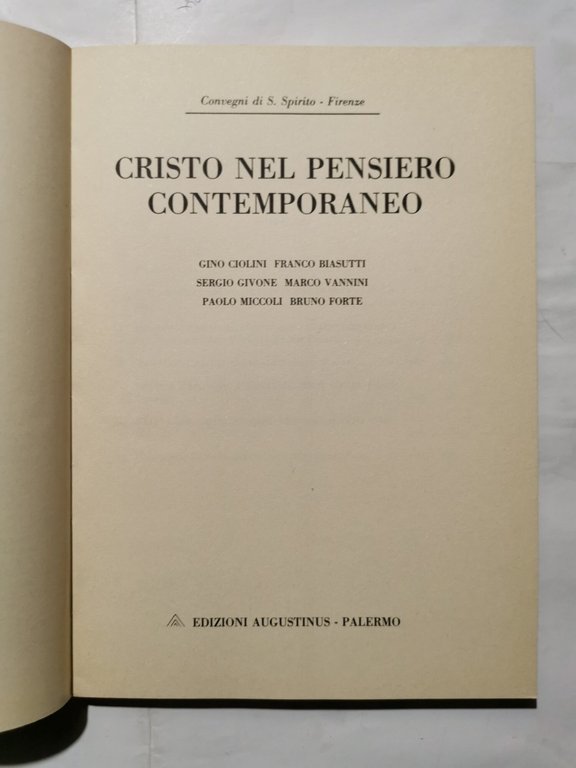 Convegni di S. Spirito - Firenze
CRISTO NEL PENSIERO
CONTEMPORANEO
GINO CIOLINI FRANCO BIASUTTI
SERGIO GIVONE MARCO VANNINI
PAOLO MICCOLI BRUNO FORTE
EDIZIONI AUGUSTINUS - PALERMO